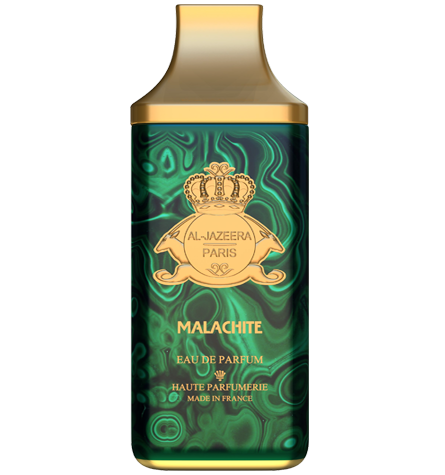 AL-JAZEERA
PARIS
MALACHITE
EAU DE PARFUM
HAUTE PARFUMERIE
MADE IN FRANCE